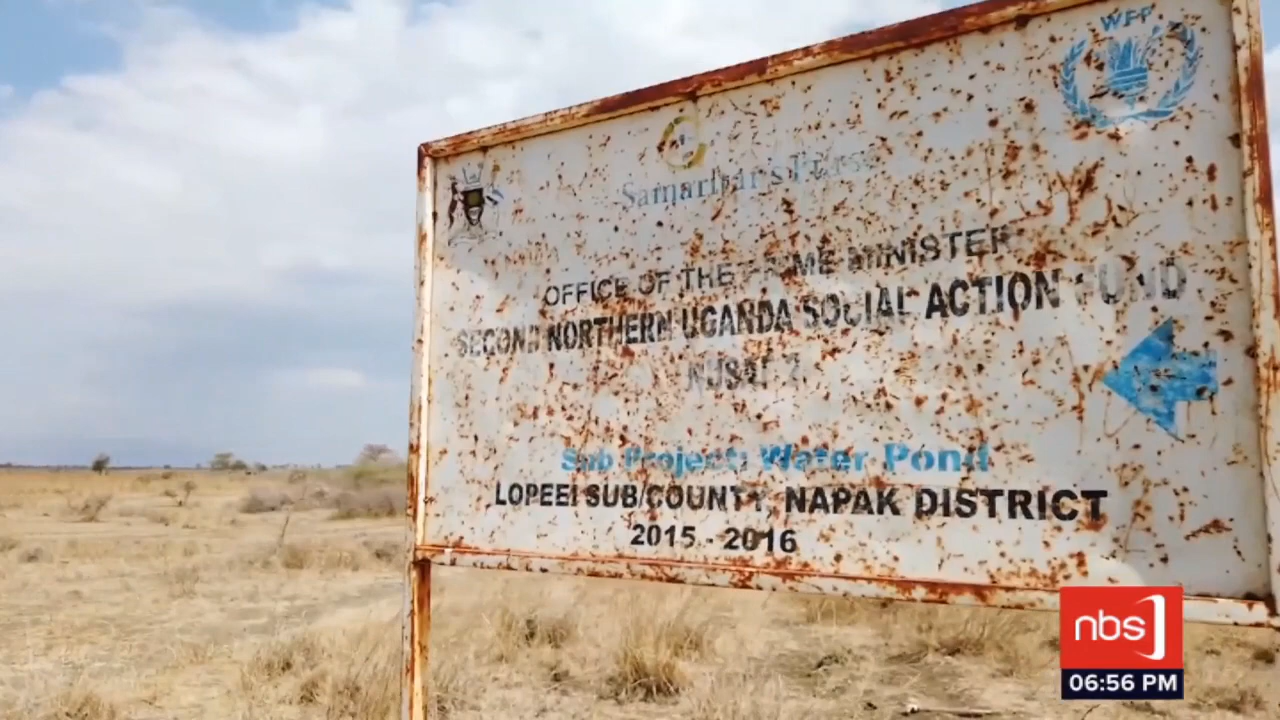 WFP
Samaritan's Purse
OFFICE OF THE PRIME MINISTER
SECOND NORTHERN UGANDA SOCIAL ACTION FUND
NUSAF 2
Sub Project: Water Pond
LOPEEI SUB/COUNTY, NAPAK DISTRICT
2015 - 2016
nbs
06:56 PM